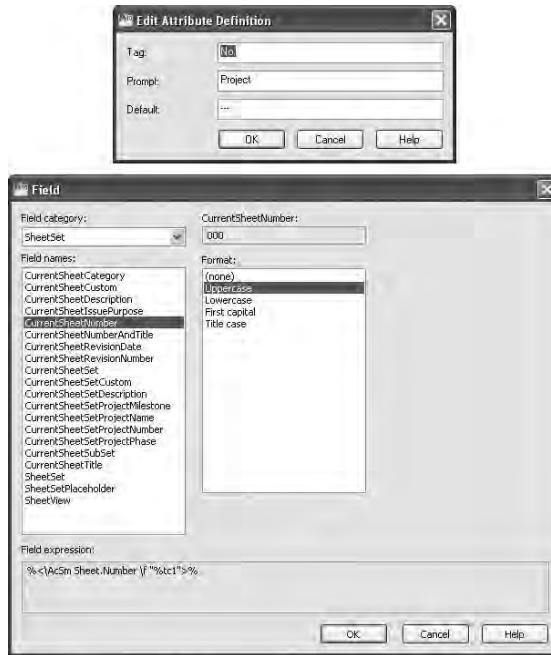 Edit Attribute Definition
Tag: No.
Prompt: Project
Default: ---
OK Cancel Help
Field
Field category: CurrentSheetNumber:
SheetSet 000
Field names: Format:
CurrentSheetCategory (none)
CurrentSheetCustom Uppercase
CurrentSheetDescription Lowercase
CurrentSheetIssuePurpose First capital
CurrentSheetNumber Title case
CurrentSheetNumberAndTitle
CurrentSheetRevisionDate
CurrentSheetRevisionNumber
CurrentSheetSet
CurrentSheetSetCustom
CurrentSheetSetDescription
CurrentSheetSetProjectMilestone
CurrentSheetSetProjectName
CurrentSheetSetProjectNumber
CurrentSheetSetProjectPhase
CurrentSheetSubSet
CurrentSheetTitle
SheetSet
SheetSetPlaceholder
SheetView
Field expression:
%<\AcSm Sheet.Number \f "%tc1">%
OK Cancel Help